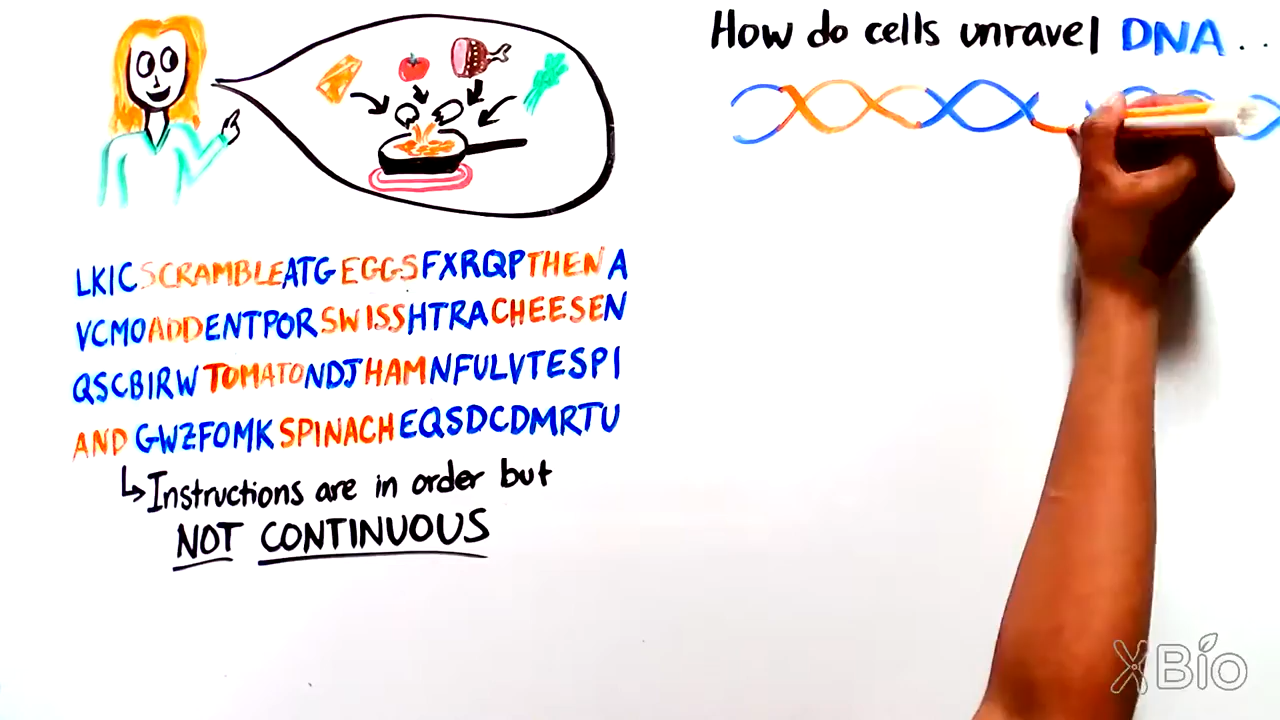 How do cells unravel DNA...
LKICSCRAMBLEATGEGGSFXRQPTHENA
VCMOADDENTPORSWISSHTRACHEESEN
QSCBIRWTOMATONDJHAMNFULVTESPI
ANDGWZFOMKSPINACHEQSDCDMRTU
↳Instructions are in order but
NOT CONTINUOUS
XBio